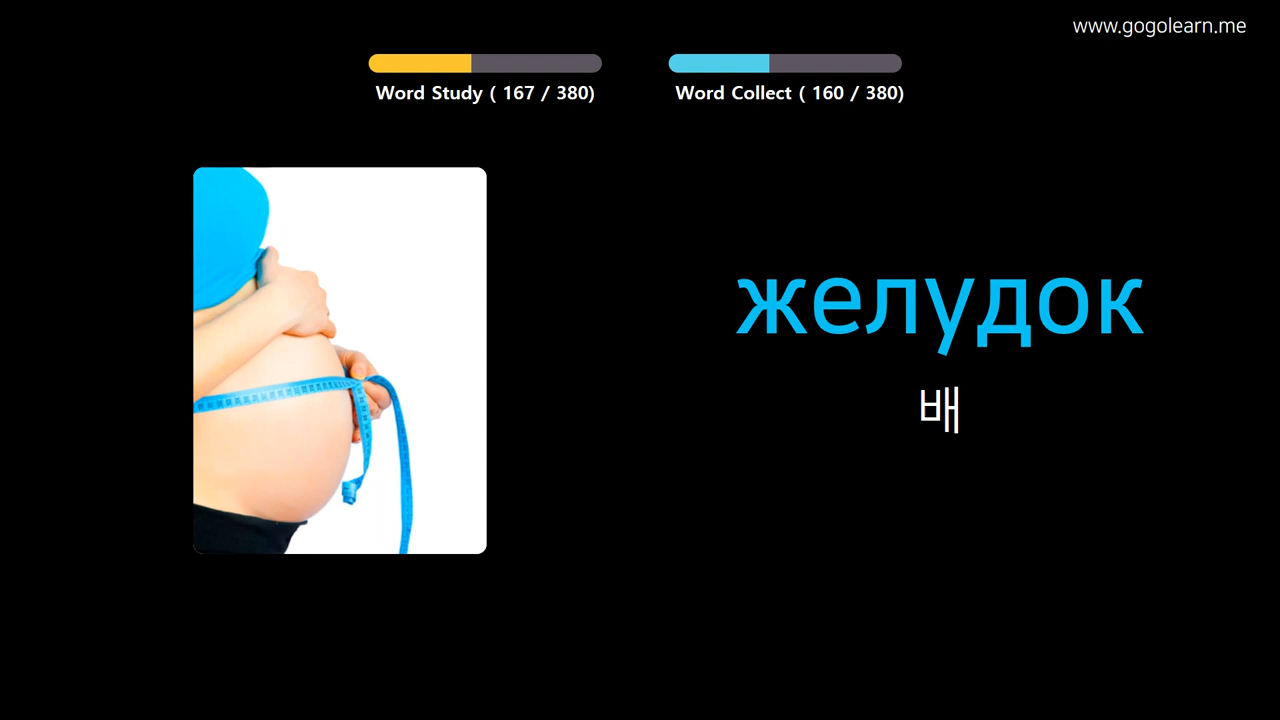 www.gogolearn.me
Word Study ( 167 / 380)
Word Collect ( 160 / 380)
желудок
배